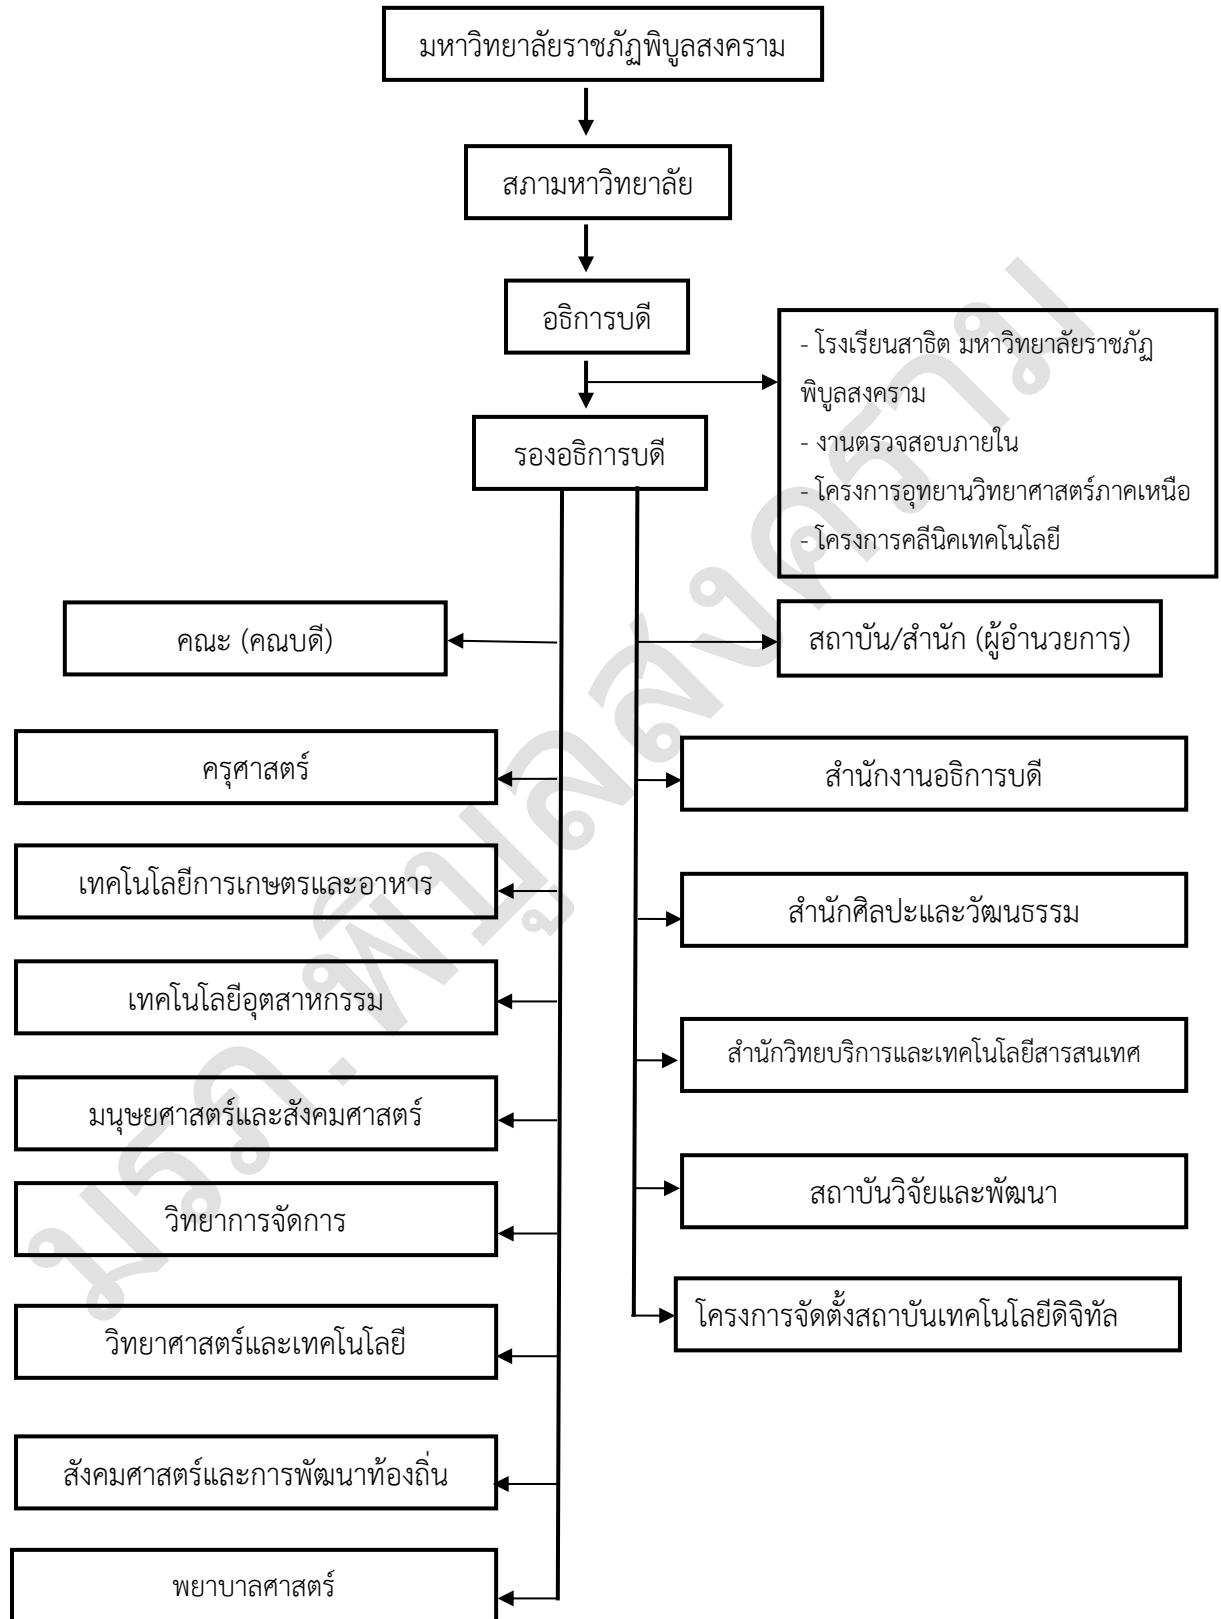 มหาวิทยาลัยราชภัฏพิบูลสงคราม
สภามหาวิทยาลัย
อธิการบดี
- โรงเรียนสาธิต มหาวิทยาลัยราชภัฏ
พิบูลสงคราม
- งานตรวจสอบภายใน
- โครงการอุทยานวิทยาศาสตร์ภาคเหนือ
- โครงการคลีนิคเทคโนโลยี
รองอธิการบดี
คณะ (คณบดี)
สถาบัน/สำนัก (ผู้อำนวยการ)
ครุศาสตร์
สำนักงานอธิการบดี
เทคโนโลยีการเกษตรและอาหาร
สำนักศิลปะและวัฒนธรรม
เทคโนโลยีอุตสาหกรรม
สำนักวิทยบริการและเทคโนโลยีสารสนเทศ
มนุษยศาสตร์และสังคมศาสตร์
สถาบันวิจัยและพัฒนา
วิทยาการจัดการ
โครงการจัดตั้งสถาบันเทคโนโลยีดิจิทัล
วิทยาศาสตร์และเทคโนโลยี
สังคมศาสตร์และการพัฒนาท้องถิ่น
พยาบาลศาสตร์
มรภ.พิบูลสงคราม